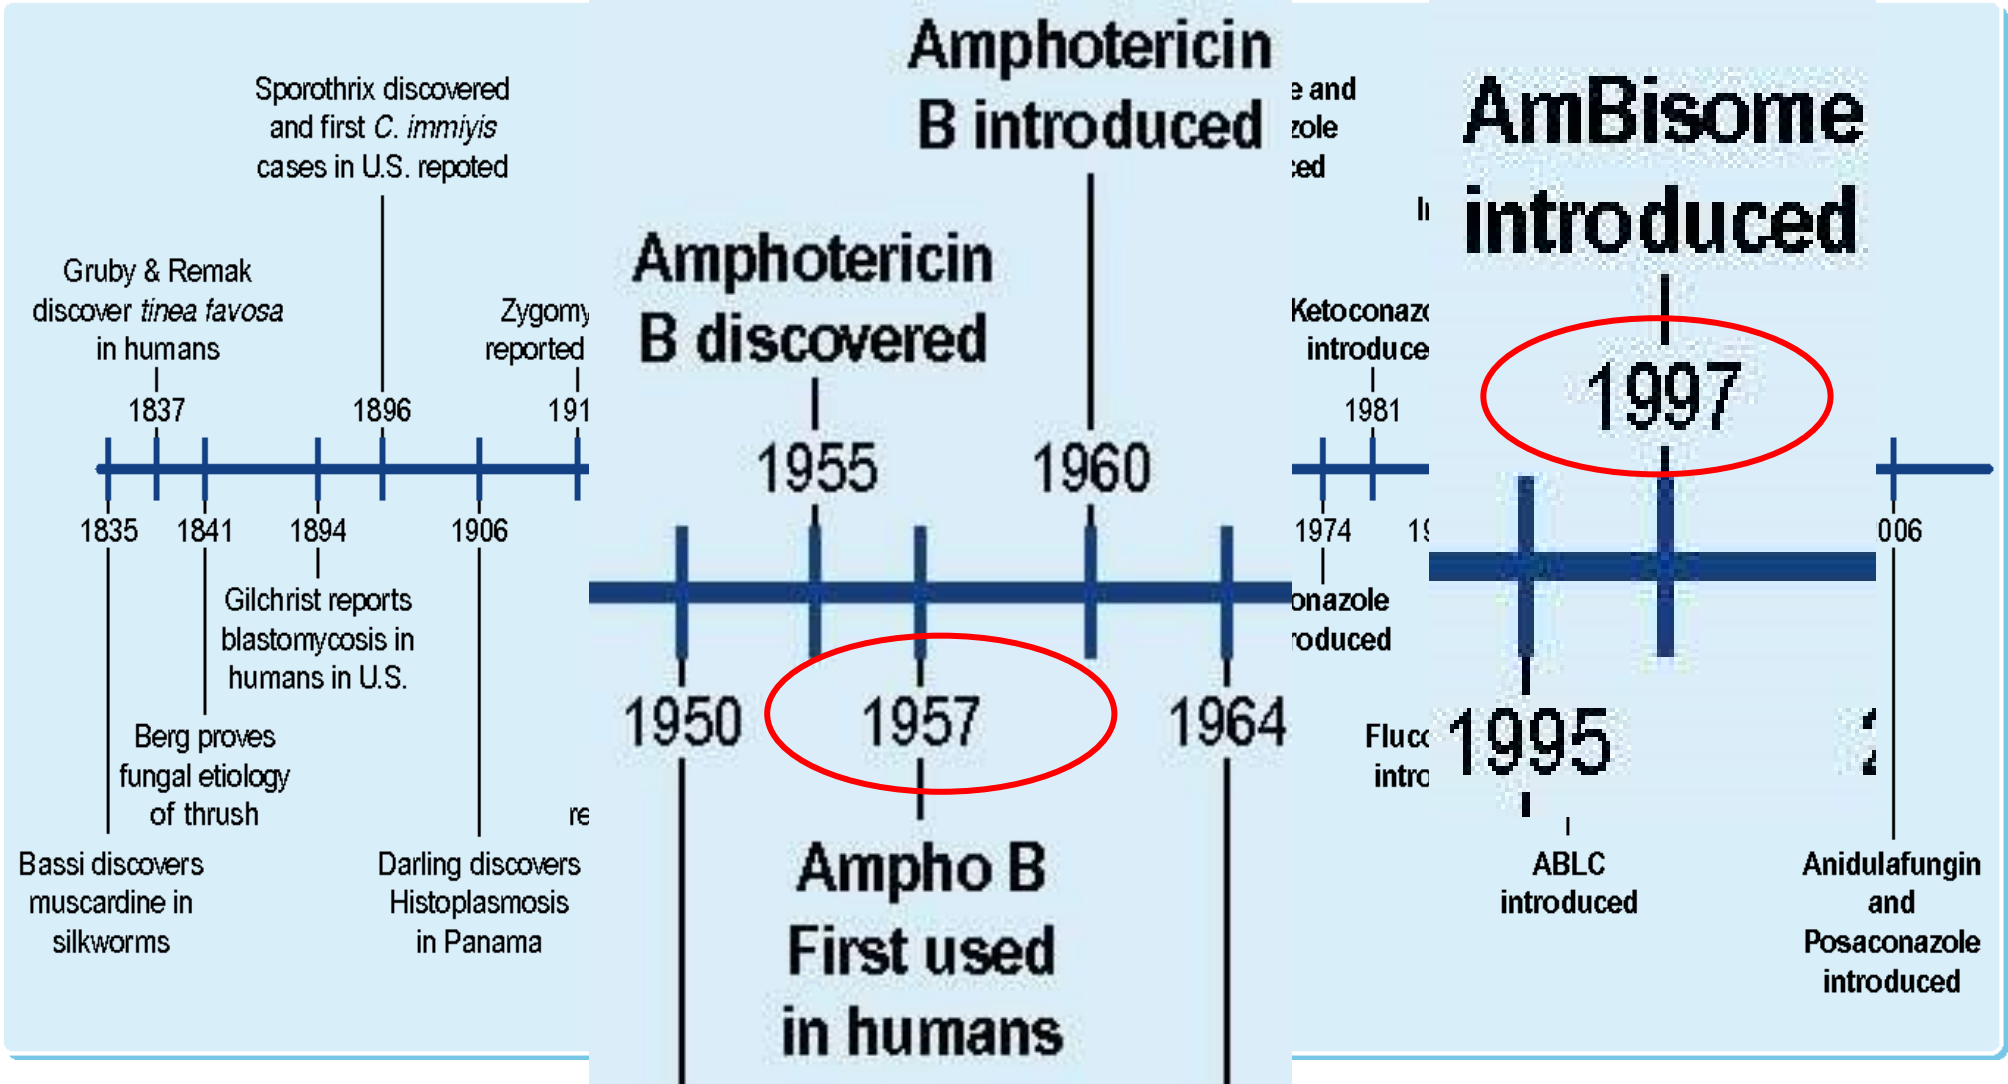 Sporothrix discovered
and first C. immiyis
cases in U.S. repoted
Gruby & Remak
discover tinea favosa
in humans
1837
1896
1835
1841
1894
1906
Gilchrist reports
blastomycosis in
humans in U.S.
Berg proves
fungal etiology
of thrush
Bassi discovers
muscardine in
silkworms
Darling discovers
Histoplasmosis
in Panama
reported
Amphotericin
B introduced
Amphotericin
B discovered
1955
1960
1950
1957
1964
Ampho B
First used
in humans
and
1981
1974
AmBisome
introduced
1997
1995
ABLC
introduced
Anidulafungin
and
Posaconazole
introduced